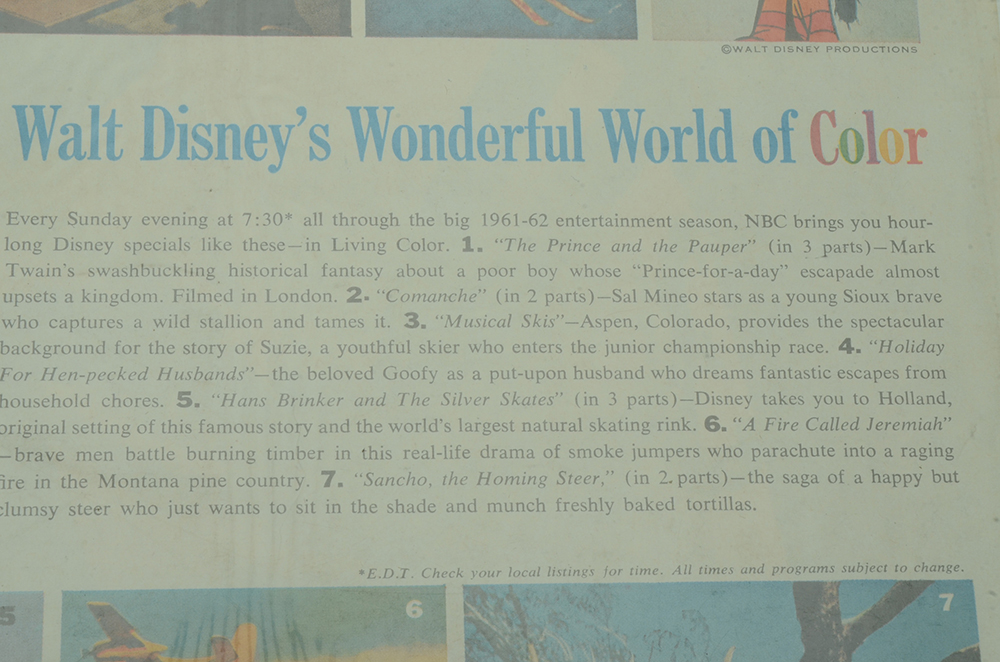 ©WALT DISNEY PRODUCTIONS
Walt Disney's Wonderful World of Color
Every Sunday evening at 7:30* all through the big 1961-62 entertainment season, NBC brings you hour-
long Disney specials like these—in Living Color. 1. "The Prince and the Pauper" (in 3 parts)—Mark
Twain's swashbuckling historical fantasy about a poor boy whose "Prince-for-a-day" escapade almost
upsets a kingdom. Filmed in London. 2. "Comanche" (in 2 parts)—Sal Mineo stars as a young Sioux brave
who captures a wild stallion and tames it. 3. "Musical Skis"—Aspen, Colorado, provides the spectacular
background for the story of Suzie, a youthful skier who enters the junior championship race. 4. "Holiday
For Hen-pecked Husbands"—the beloved Goofy as a put-upon husband who dreams fantastic escapes from
household chores. 5. "Hans Brinker and The Silver Skates" (in 3 parts)—Disney takes you to Holland,
original setting of this famous story and the world's largest natural skating rink. 6. "A Fire Called Jeremiah"
—brave men battle burning timber in this real-life drama of smoke jumpers who parachute into a raging
fire in the Montana pine country. 7. "Sancho, the Homing Steer," (in 2 parts)—the saga of a happy but
clumsy steer who just wants to sit in the shade and munch freshly baked tortillas.
*E.D.T. Check your local listings for time. All times and programs subject to change.
5 6 7